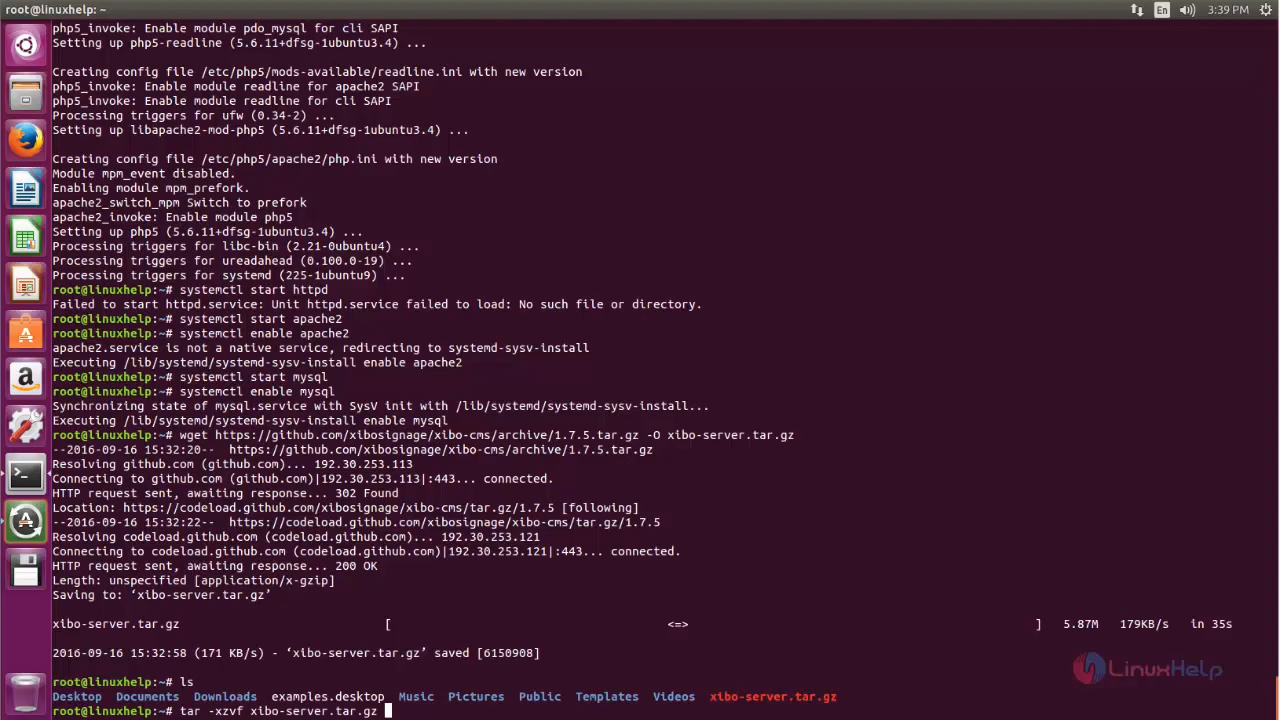 root@linuxhelp: ~
En
3:39 PM
php5_invoke: Enable module pdo_mysql for cli SAPI
Setting up php5-readline (5.6.11+dfsg-1ubuntu3.4) ...
Creating config file /etc/php5/mods-available/readline.ini with new version
php5_invoke: Enable module readline for apache2 SAPI
php5_invoke: Enable module readline for cli SAPI
Processing triggers for ufw (0.34-2) ...
Setting up libapache2-mod-php5 (5.6.11+dfsg-1ubuntu3.4) ...
Creating config file /etc/php5/apache2/php.ini with new version
Module mpm_event disabled.
Enabling module mpm_prefork.
apache2_switch_mpm Switch to prefork
apache2_invoke: Enable module php5
Setting up php5 (5.6.11+dfsg-1ubuntu3.4) ...
Processing triggers for libc-bin (2.21-0ubuntu4) ...
Processing triggers for ureadahead (0.100.0-19) ...
Processing triggers for systemd (225-1ubuntu9) ...
root@linuxhelp:~# systemctl start httpd
Failed to start httpd.service: Unit httpd.service failed to load: No such file or directory.
root@linuxhelp:~# systemctl start apache2
root@linuxhelp:~# systemctl enable apache2
apache2.service is not a native service, redirecting to systemd-sysv-install
Executing /lib/systemd/systemd-sysv-install enable apache2
root@linuxhelp:~# systemctl start mysql
root@linuxhelp:~# systemctl enable mysql
Synchronizing state of mysql.service with SysV init with /lib/systemd/systemd-sysv-install...
Executing /lib/systemd/systemd-sysv-install enable mysql
root@linuxhelp:~# wget https://github.com/xibosignage/xibo-cms/archive/1.7.5.tar.gz -O xibo-server.tar.gz
--2016-09-16 15:32:20--  https://github.com/xibosignage/xibo-cms/archive/1.7.5.tar.gz
Resolving github.com (github.com)... 192.30.253.113
Connecting to github.com (github.com)|192.30.253.113|:443... connected.
HTTP request sent, awaiting response... 302 Found
Location: https://codeload.github.com/xibosignage/xibo-cms/tar.gz/1.7.5 [following]
--2016-09-16 15:32:22--  https://codeload.github.com/xibosignage/xibo-cms/tar.gz/1.7.5
Resolving codeload.github.com (codeload.github.com)... 192.30.253.121
Connecting to codeload.github.com (codeload.github.com)|192.30.253.121|:443... connected.
HTTP request sent, awaiting response... 200 OK
Length: unspecified [application/x-gzip]
Saving to: ‘xibo-server.tar.gz’
xibo-server.tar.gz [ <=> ] 5.87M 179KB/s in 35s
2016-09-16 15:32:58 (171 KB/s) - ‘xibo-server.tar.gz’ saved [6150908]
root@linuxhelp:~# ls
Desktop Documents Downloads examples.desktop Music Pictures Public Templates Videos xibo-server.tar.gz
root@linuxhelp:~# tar -xzvf xibo-server.tar.gz
LinuxHelp